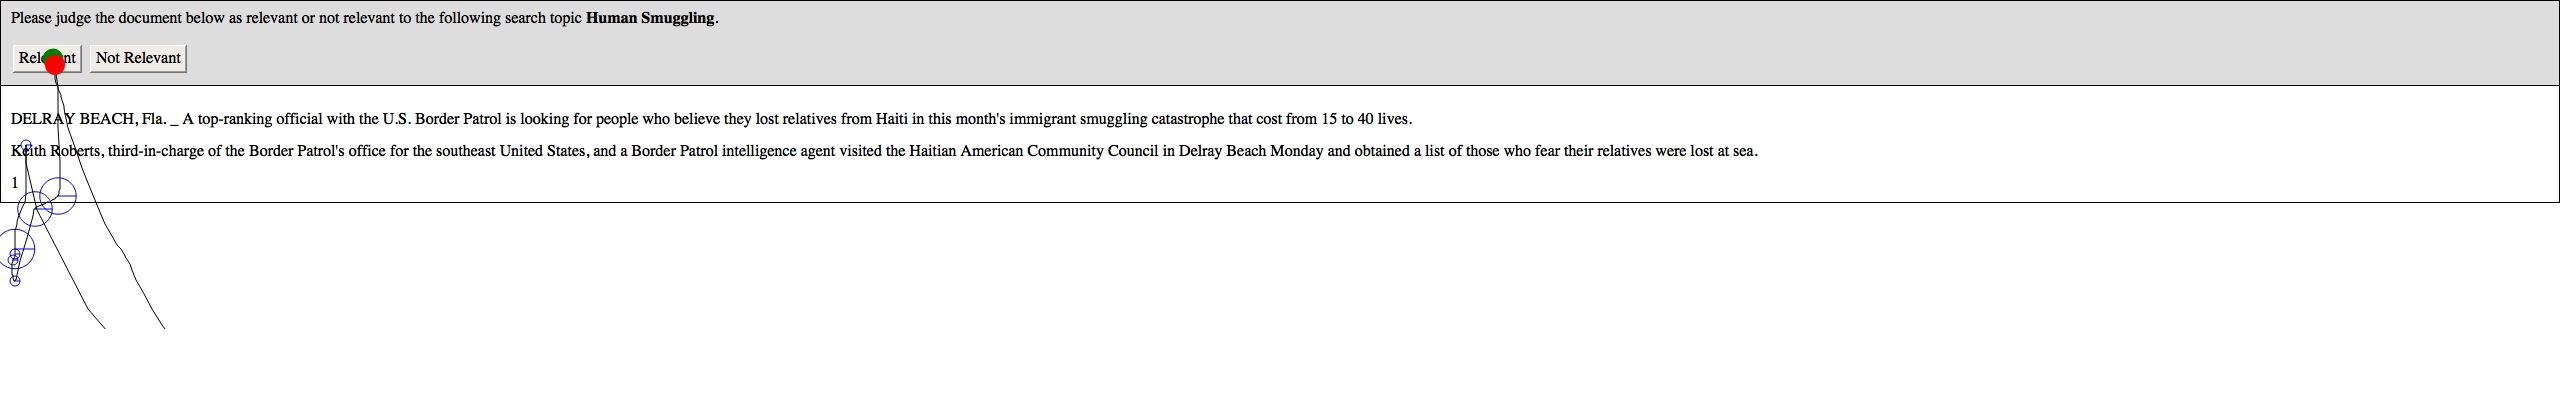 Please judge the document below as relevant or not relevant to the following search topic Human Smuggling.
Not Relevant
DELRAY BEACH, Fla. _ A top-ranking official with the U.S. Border Patrol is looking for people who believe they lost relatives from Haiti in this month's immigrant smuggling catastrophe that cost from 15 to 40 lives.
Keith Roberts, third-in-charge of the Border Patrol's office for the southeast United States, and a Border Patrol intelligence agent visited the Haitian American Community Council in Delray Beach Monday and obtained a list of those who fear their relatives were lost at sea.
1